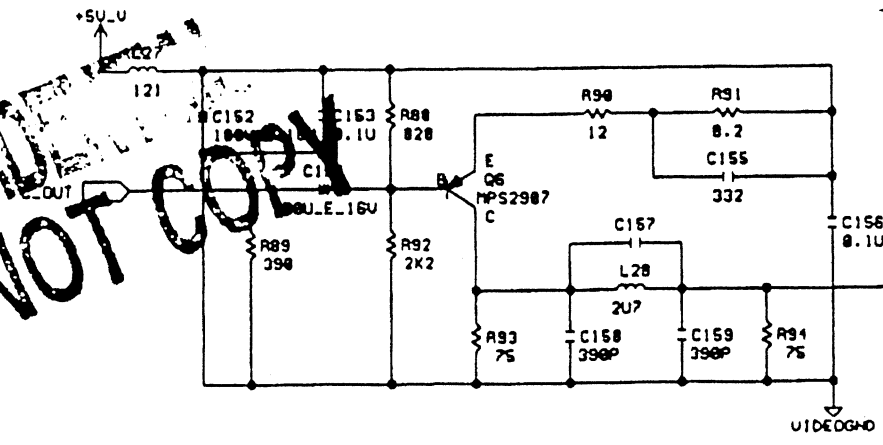 +5V_V
L27
121
C152
C153
0.1U
R88
820
R90
12
R91
8.2
C155
332
E
B
Q6
MPS2907
C
_OUT
R89
390
R92
2K2
C157
C156
0.1U
L28
2U7
R93
75
C158
390P
C159
390P
R94
75
VIDEOGND
NOT COPY